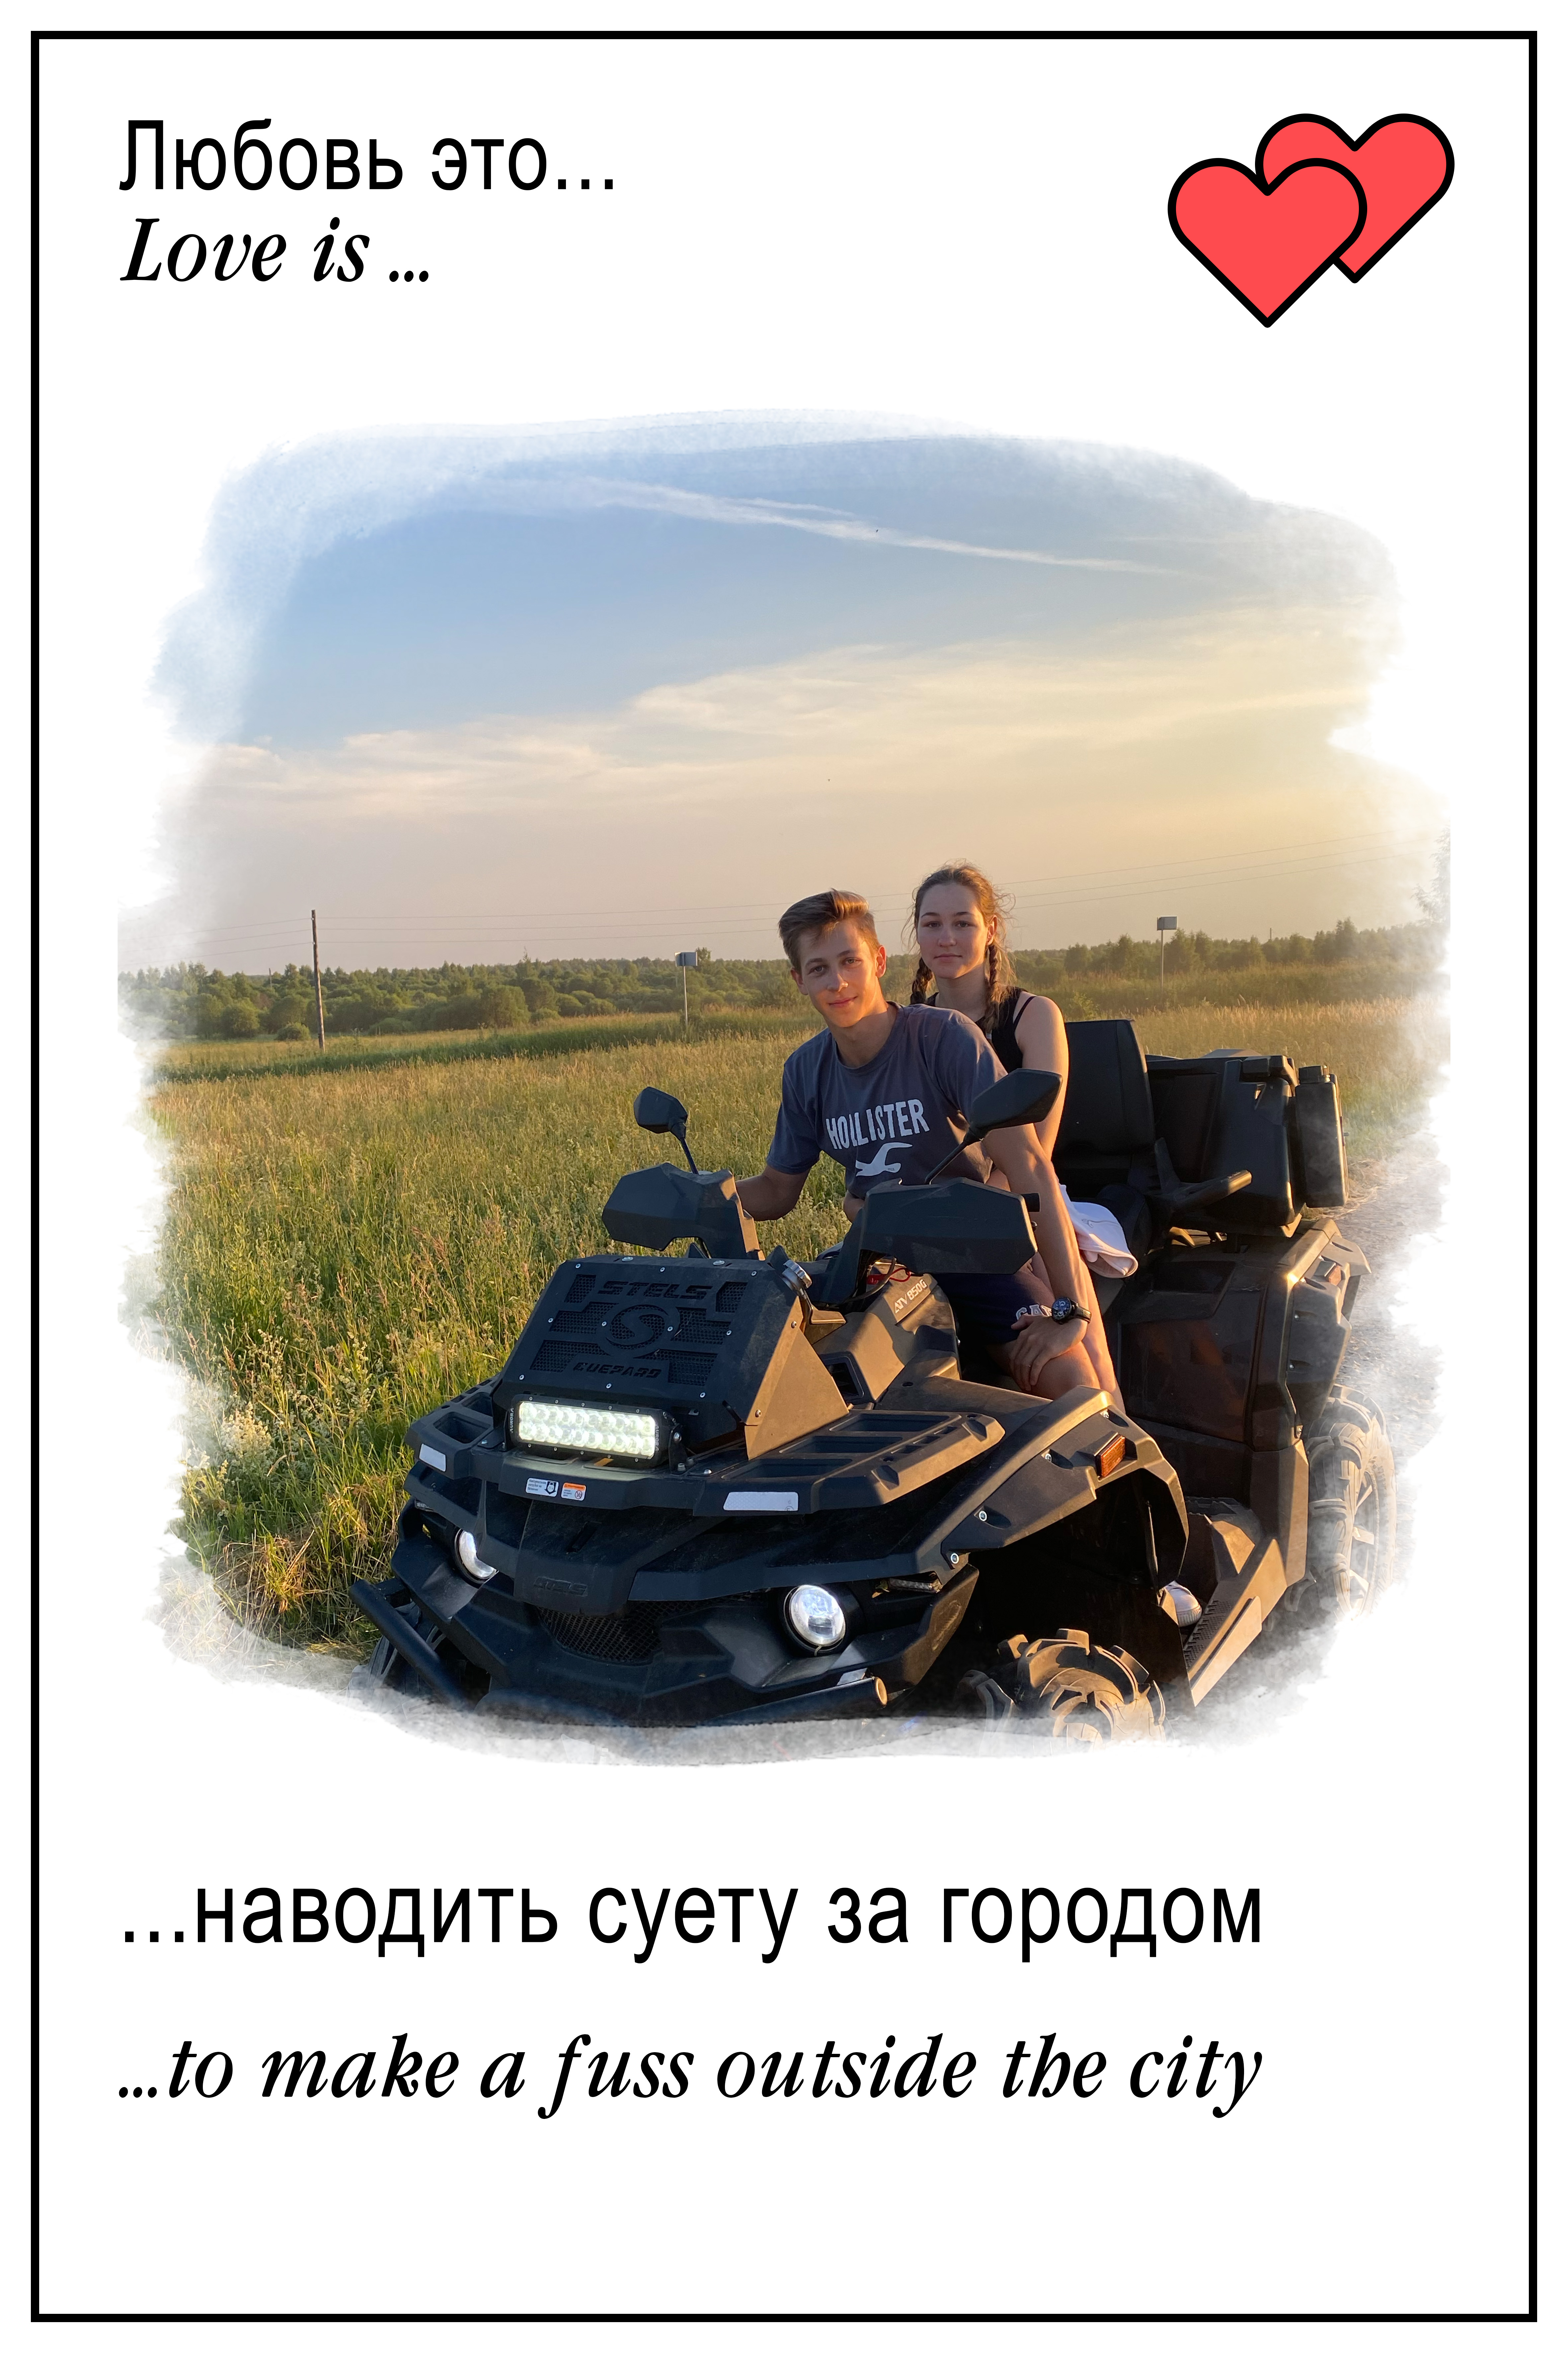 Любовь это...
Love is ...
HOLLISTER
STELS
GUEPARD
ATV 850G
...наводить суету за городом
...to make a fuss outside the city